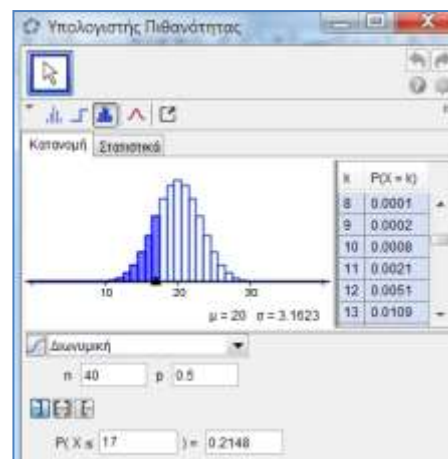 Υπολογιστής Πιθανότητας
Κατανομή Στατιστικά
k P(X = k)
8 0.0001
9 0.0002
10 0.0008
11 0.0021
12 0.0051
13 0.0109
10 20 30
μ = 20 σ = 3.1623
Διωνυμική
n 40 p 0.5
P( X ≤ 17 ) = 0.2148